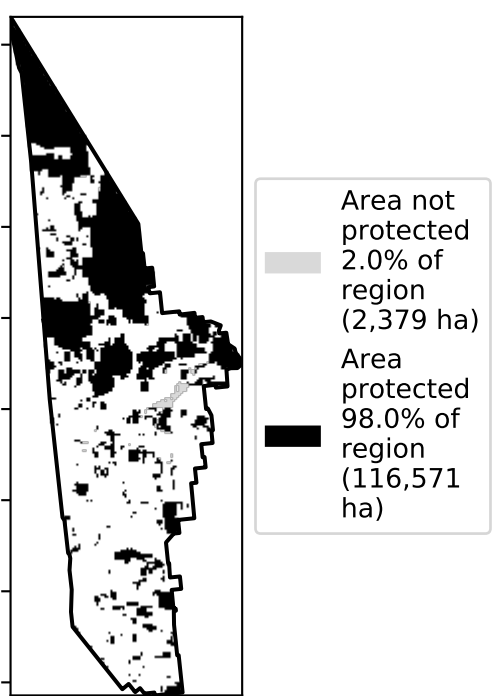 Area not
protected
2.0% of
region
(2,379 ha)
Area
protected
98.0% of
region
(116,571
ha)